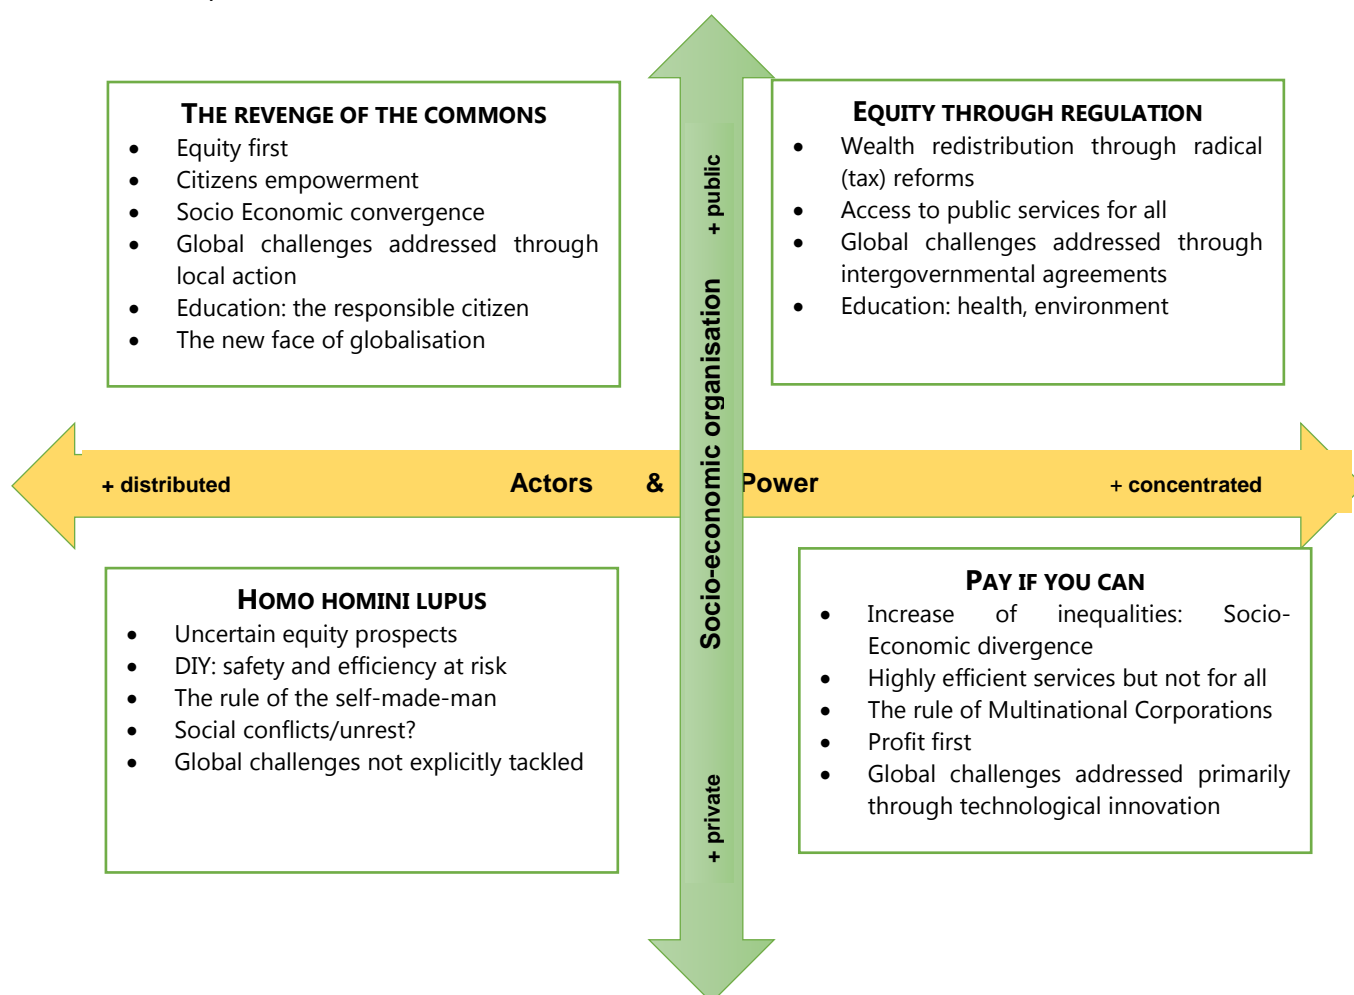 THE REVENGE OF THE COMMONS
• Equity first
• Citizens empowerment
• Socio Economic convergence
• Global challenges addressed through
local action
• Education: the responsible citizen
• The new face of globalisation
EQUITY THROUGH REGULATION
• Wealth redistribution through radical
(tax) reforms
• Access to public services for all
• Global challenges addressed through
intergovernmental agreements
• Education: health, environment
+ public
Socio-economic organisation
+ private
+ distributed
Actors & Power
+ concentrated
HOMO HOMINI LUPUS
• Uncertain equity prospects
• DIY: safety and efficiency at risk
• The rule of the self-made-man
• Social conflicts/unrest?
• Global challenges not explicitly tackled
PAY IF YOU CAN
• Increase of inequalities: Socio-
Economic divergence
• Highly efficient services but not for all
• The rule of Multinational Corporations
• Profit first
• Global challenges addressed primarily
through technological innovation